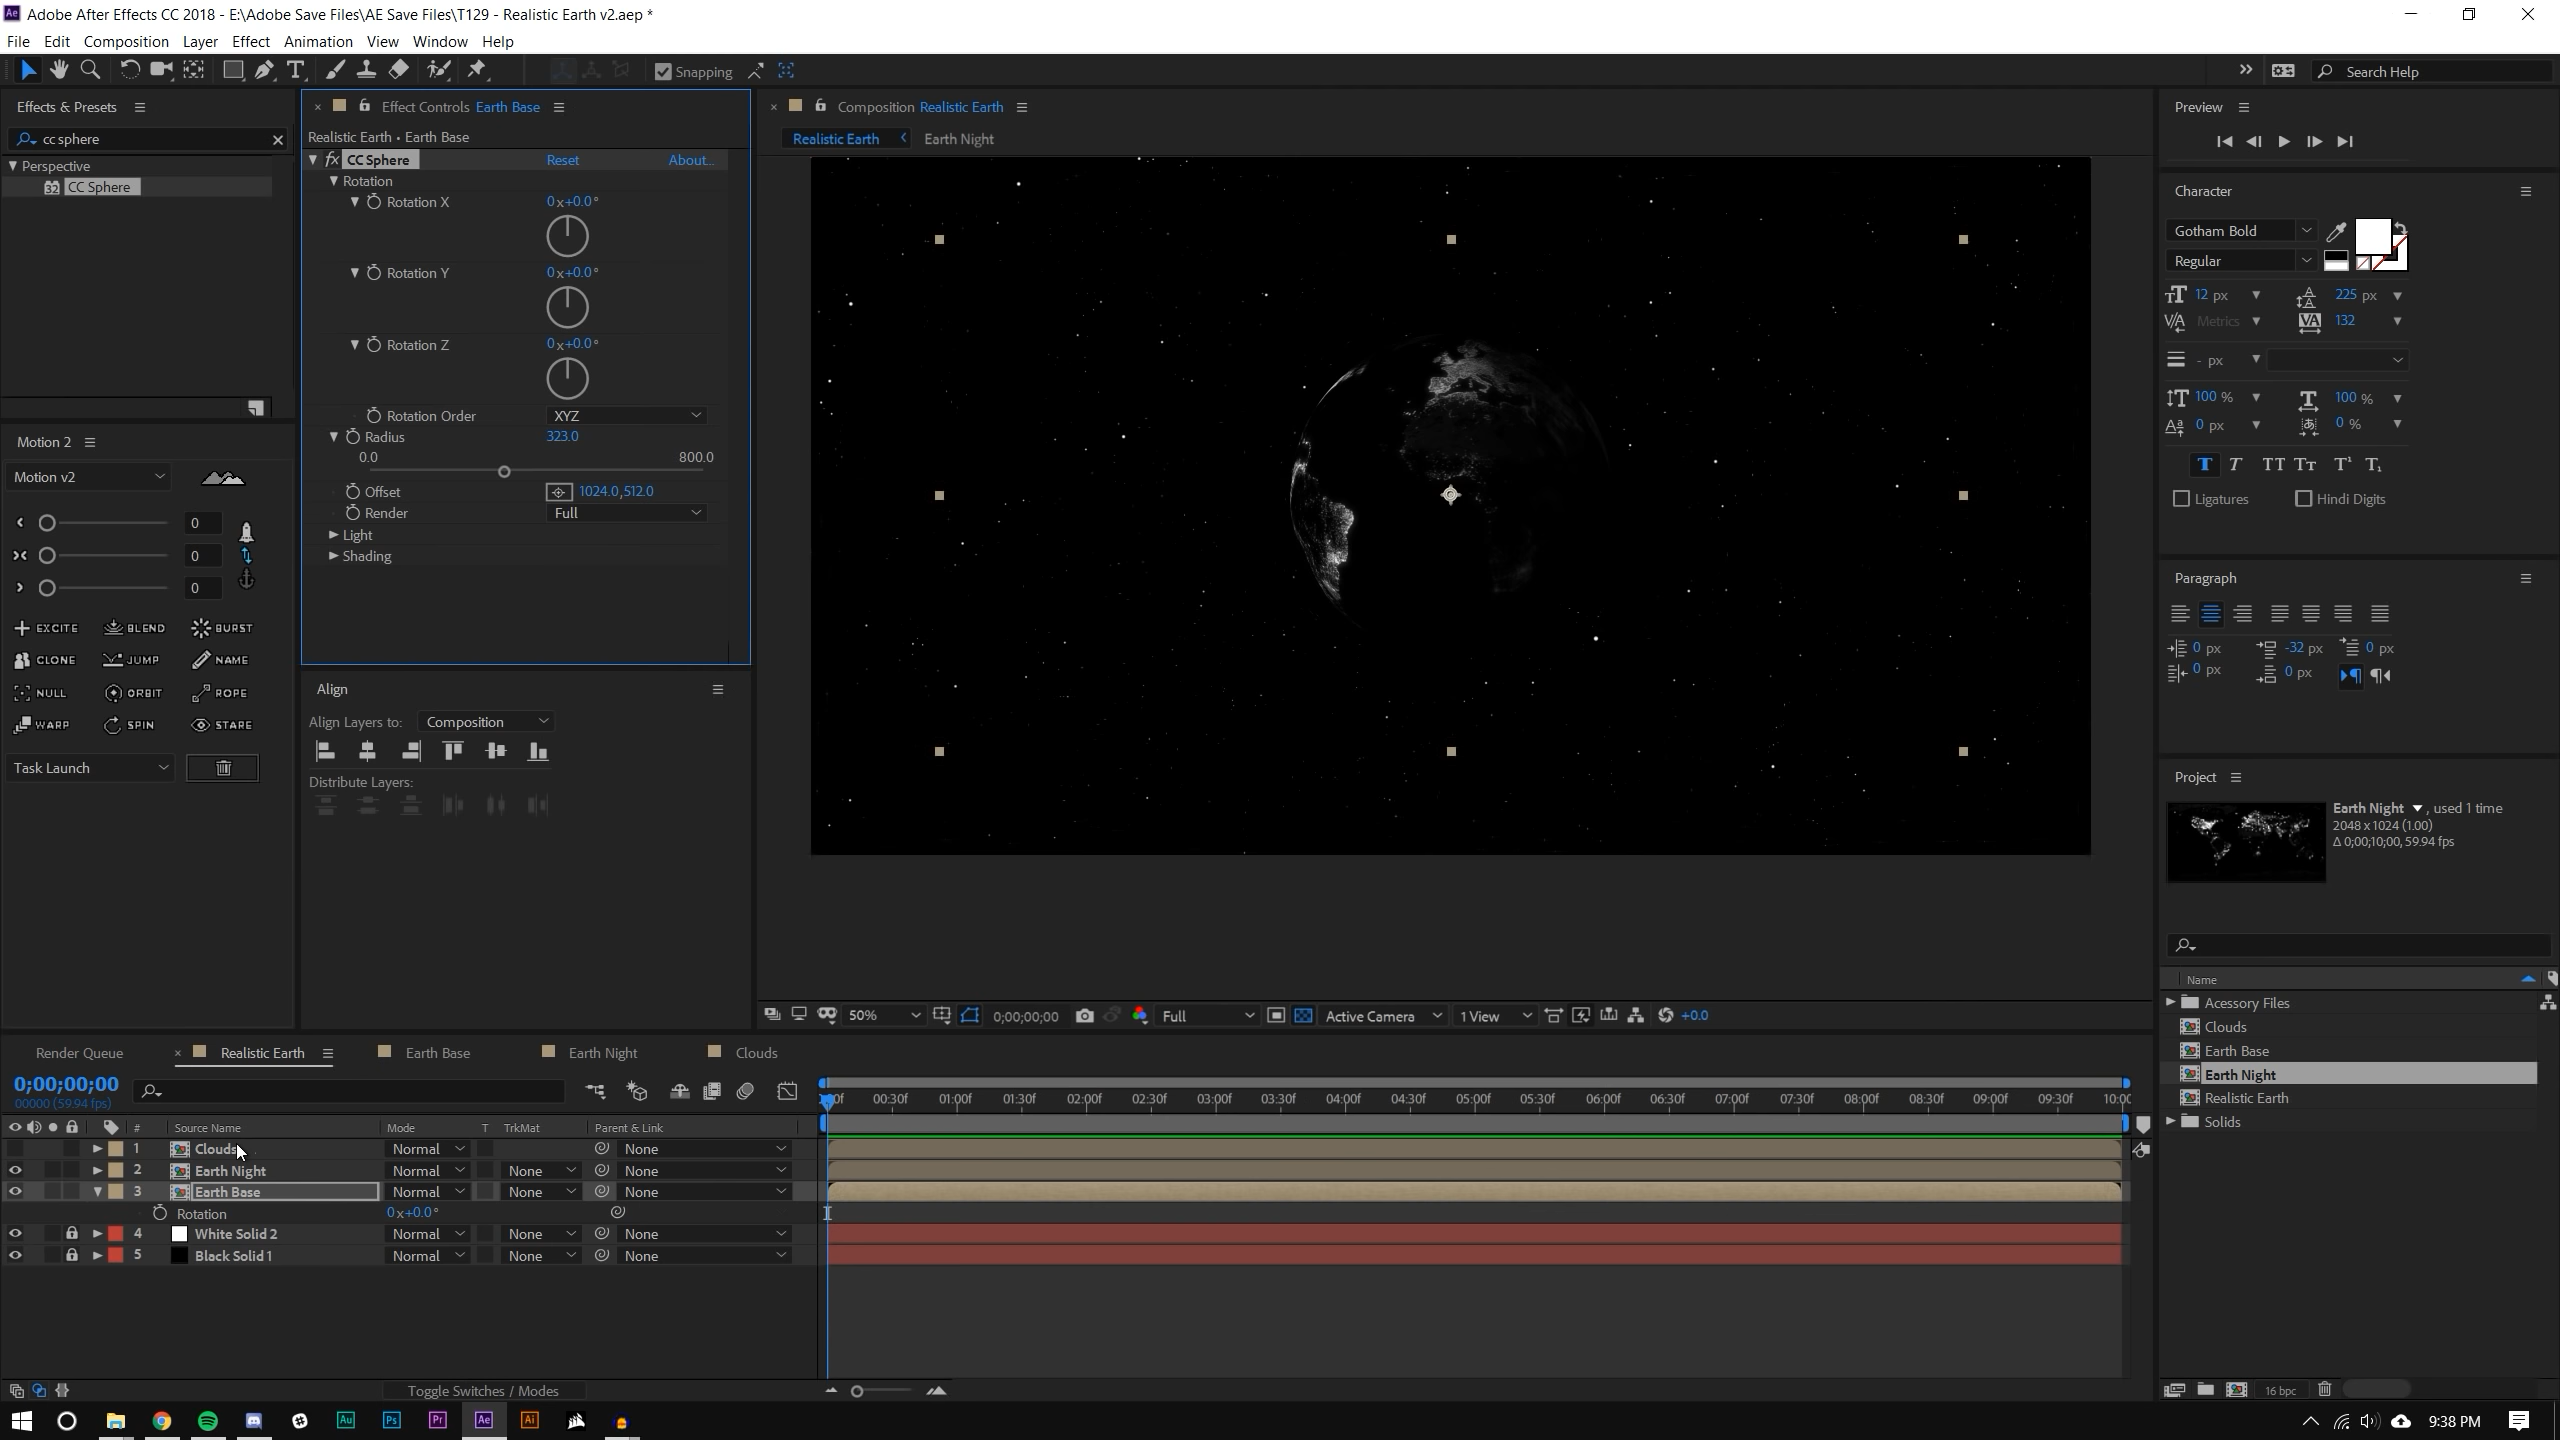 Adobe After Effects CC 2018 - E:\Adobe Save Files\AE Save Files\T129 - Realistic Earth v2.aep *
File Edit Composition Layer Effect Animation View Window Help
Snapping
Search Help
Effects & Presets
cc sphere
Perspective
32 CC Sphere
Motion 2
Motion v2
0
0
0
EXCITE BLEND BURST
CLONE JUMP NAME
NULL ORBIT ROPE
WARP SPIN STARE
Task Launch
Effect Controls Earth Base
Realistic Earth • Earth Base
fx CC Sphere Reset About...
Rotation
Rotation X 0x+0.0°
Rotation Y 0x+0.0°
Rotation Z 0x+0.0°
Rotation Order XYZ
Radius 323.0
0.0 800.0
Offset 1024.0,512.0
Render Full
Light
Shading
Align
Align Layers to: Composition
Distribute Layers:
Composition Realistic Earth
Realistic Earth Earth Night
50% 0;00;00;00 Full Active Camera 1 View +0.0
Preview
Character
Gotham Bold
Regular
12 px 225 px
Metrics 132
- px
100 % 100 %
0 px 0 %
T T TT Tt T¹ T₁
Ligatures Hindi Digits
Paragraph
0 px -32 px 0 px
0 px 0 px
Project
Earth Night , used 1 time
2048 x 1024 (1.00)
Δ 0;00;10;00, 59.94 fps
Name
Acessory Files
Clouds
Earth Base
Earth Night
Realistic Earth
Solids
16 bpc
Render Queue Realistic Earth Earth Base Earth Night Clouds
0;00;00;00
00000 (59.94 fps)
00:30f 01:00f 01:30f 02:00f 02:30f 03:00f 03:30f 04:00f 04:30f 05:00f 05:30f 06:00f 06:30f 07:00f 07:30f 08:00f 08:30f 09:00f 09:30f 10:00
# Source Name Mode T TrkMat Parent & Link
1 Clouds Normal None
2 Earth Night Normal None None
3 Earth Base Normal None None
Rotation 0x+0.0°
4 White Solid 2 Normal None None
5 Black Solid 1 Normal None None
Toggle Switches / Modes
Au Ps Pr Ae Ai
9:38 PM